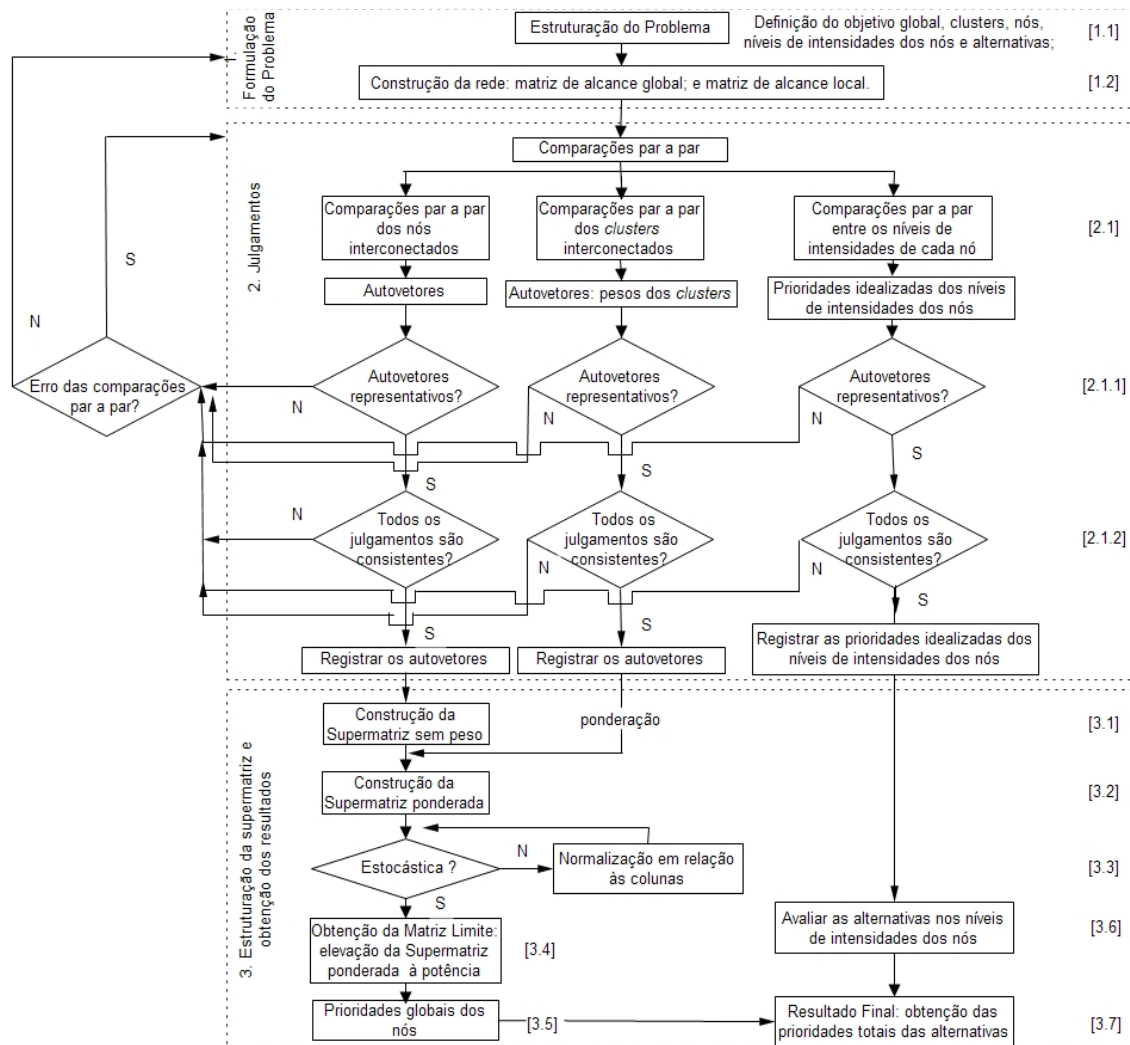 Formulação
do Problema
Estruturação do Problema
Definição do objetivo global, clusters, nós,
níveis de intensidades dos nós e alternativas;
[1.1]
Construção da rede: matriz de alcance global; e matriz de alcance local.
[1.2]
2. Julgamentos
Comparações par a par
Comparações par a par
dos nós
interconectados
Comparações par a par
dos clusters
interconectados
Comparações par a par
entre os níveis de
intensidades de cada nó
[2.1]
S
Autovetores
Autovetores: pesos dos clusters
Prioridades idealizadas dos níveis
de intensidades dos nós
N
Erro das comparações
par a par?
Autovetores
representativos?
Autovetores
representativos?
Autovetores
representativos?
[2.1.1]
N
N
N
S
S
S
N
Todos os
julgamentos são
consistentes?
Todos os
julgamentos são
consistentes?
Todos os
julgamentos são
consistentes?
[2.1.2]
N
N
S
S
S
Registrar os autovetores
Registrar os autovetores
Registrar as prioridades idealizadas dos
níveis de intensidades dos nós
3. Estruturação da supermatriz e
obtenção dos resultados
Construção da
Supermatriz sem peso
ponderação
[3.1]
Construção da
Supermatriz ponderada
[3.2]
Estocástica ?
N
Normalização em relação
às colunas
[3.3]
S
Obtenção da Matriz Limite:
elevação da Supermatriz
ponderada à potência
[3.4]
Avaliar as alternativas nos níveis
de intensidades dos nós
[3.6]
Prioridades globais dos
nós
[3.5]
Resultado Final: obtenção das
prioridades totais das alternativas
[3.7]